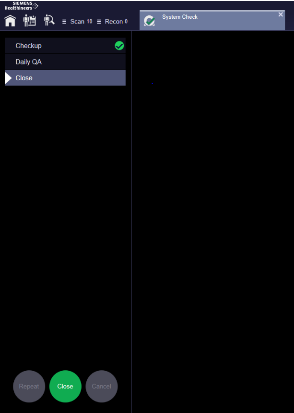 SIEMENS
Healthineers
Scan 10 Recon 0
System Check
Checkup
Daily QA
Close
Repeat Close Cancel